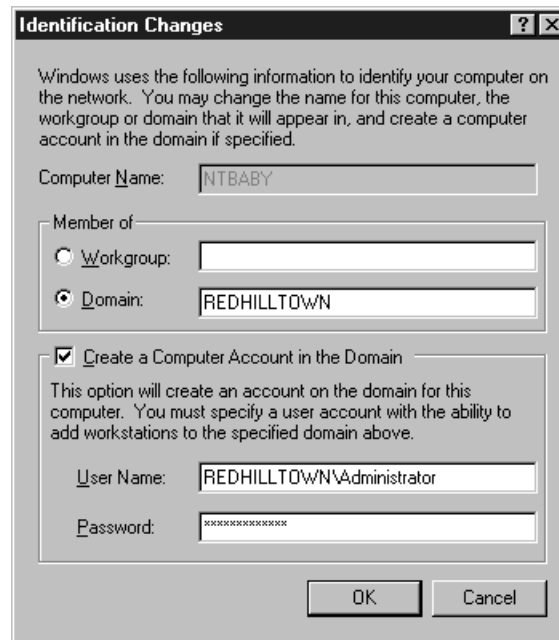 Identification Changes
Windows uses the following information to identify your computer on
the network. You may change the name for this computer, the
workgroup or domain that it will appear in, and create a computer
account in the domain if specified.
Computer Name: NTBABY
Member of
Workgroup:
Domain: REDHILLTOWN
Create a Computer Account in the Domain
This option will create an account on the domain for this
computer. You must specify a user account with the ability to
add workstations to the specified domain above.
User Name: REDHILLTOWN\Administrator
Password: *************
OK Cancel